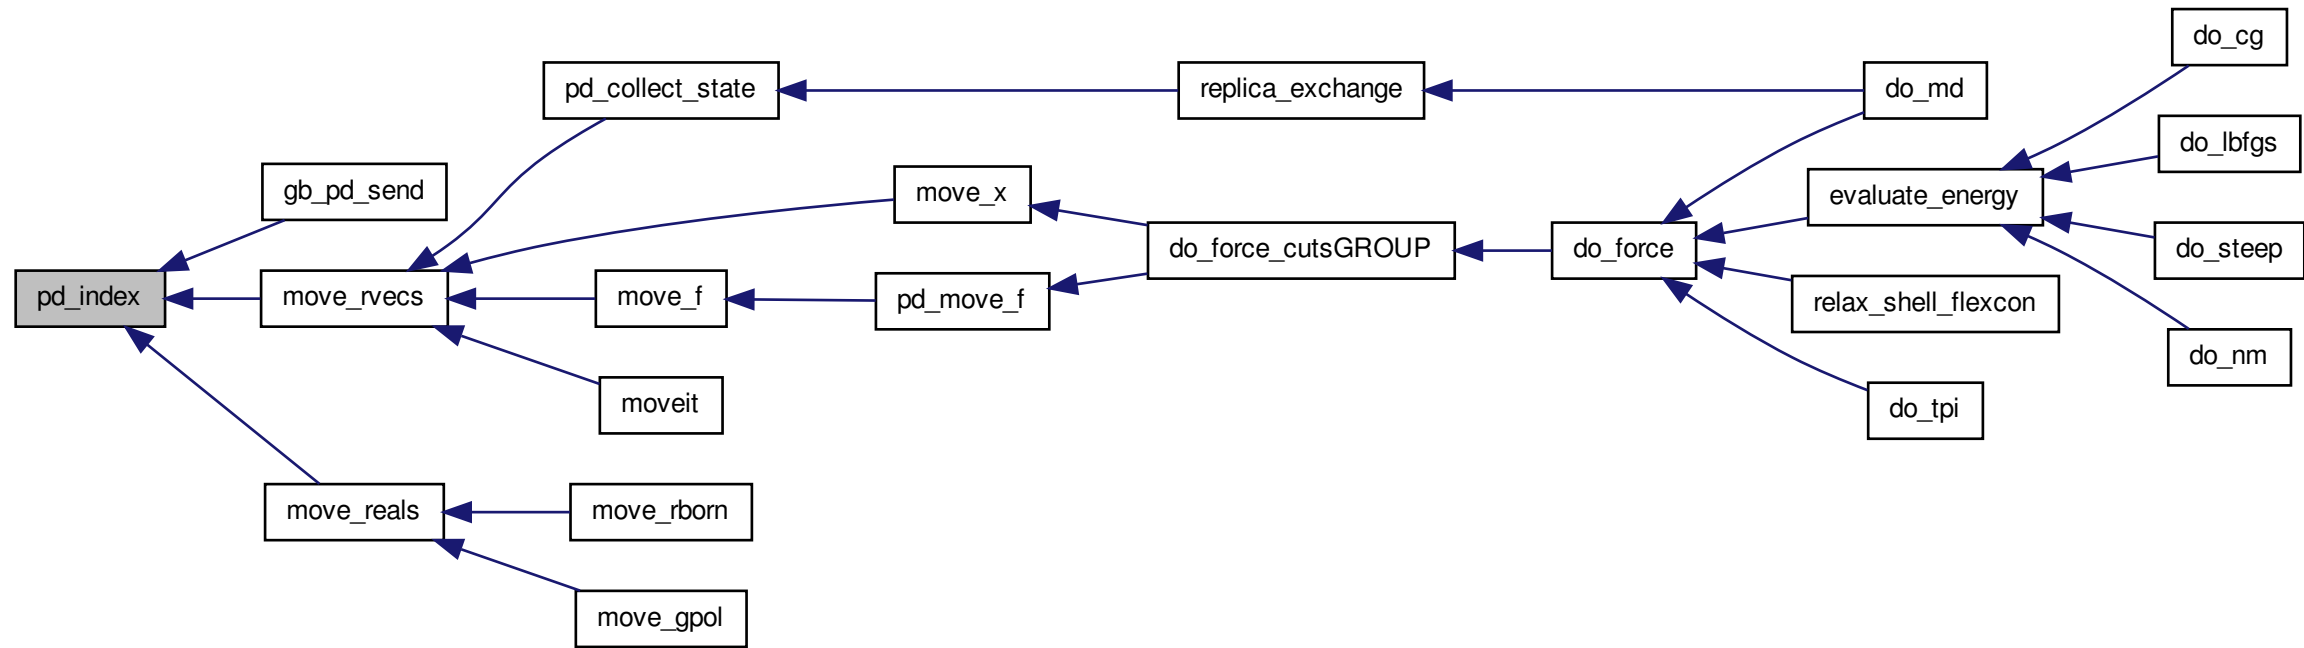 do_cg
pd_collect_state
replica_exchange
do_md
do_lbfgs
gb_pd_send
move_x
evaluate_energy
do_force_cutsGROUP
do_force
do_steep
pd_index
move_rvecs
move_f
pd_move_f
relax_shell_flexcon
do_nm
moveit
do_tpi
move_reals
move_rborn
move_gpol